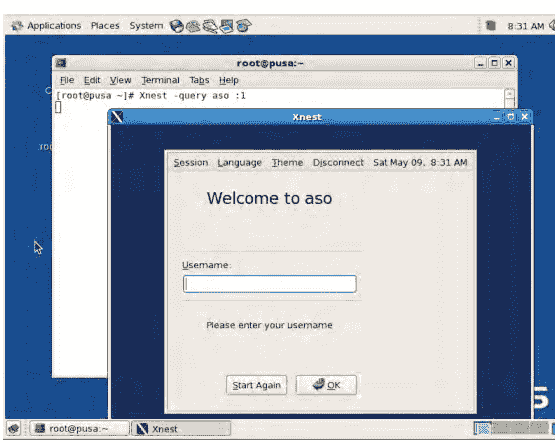 Applications Places System 8:31 AM
root@pusa:~
File Edit View Terminal Tabs Help
[root@pusa ~]# Xnest -query aso :1
Xnest
Session Language Theme Disconnect Sat May 09, 8:31 AM
Welcome to aso
Username:
Please enter your username
Start Again OK
5
root@pusa:~ Xnest